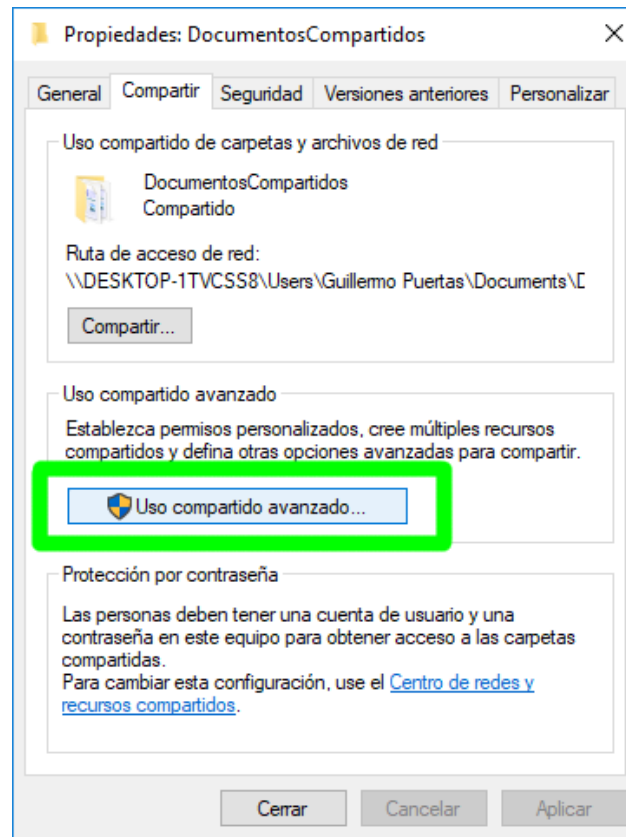 Propiedades: DocumentosCompartidos
General Compartir Seguridad Versiones anteriores Personalizar
Uso compartido de carpetas y archivos de red
DocumentosCompartidos
Compartido
Ruta de acceso de red:
\\DESKTOP-1TVCSS8\Users\Guillermo Puertas\Documents\D
Compartir...
Uso compartido avanzado
Establezca permisos personalizados, cree múltiples recursos
compartidos y defina otras opciones avanzadas para compartir.
Uso compartido avanzado...
Protección por contraseña
Las personas deben tener una cuenta de usuario y una
contraseña en este equipo para obtener acceso a las carpetas
compartidas.
Para cambiar esta configuración, use el Centro de redes y
recursos compartidos.
Cerrar Cancelar Aplicar